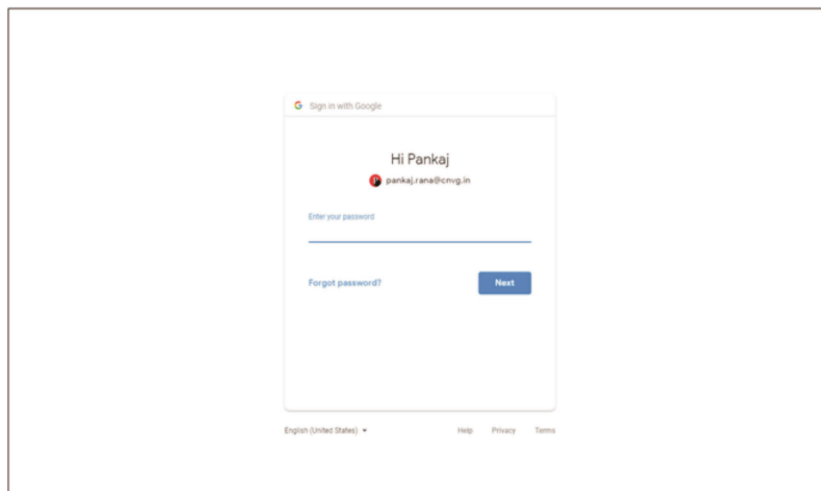 Sign in with Google
Hi Pankaj
pankaj.rana@cnvg.in
Enter your password
Forgot password? Next
English (United States) Help Privacy Terms